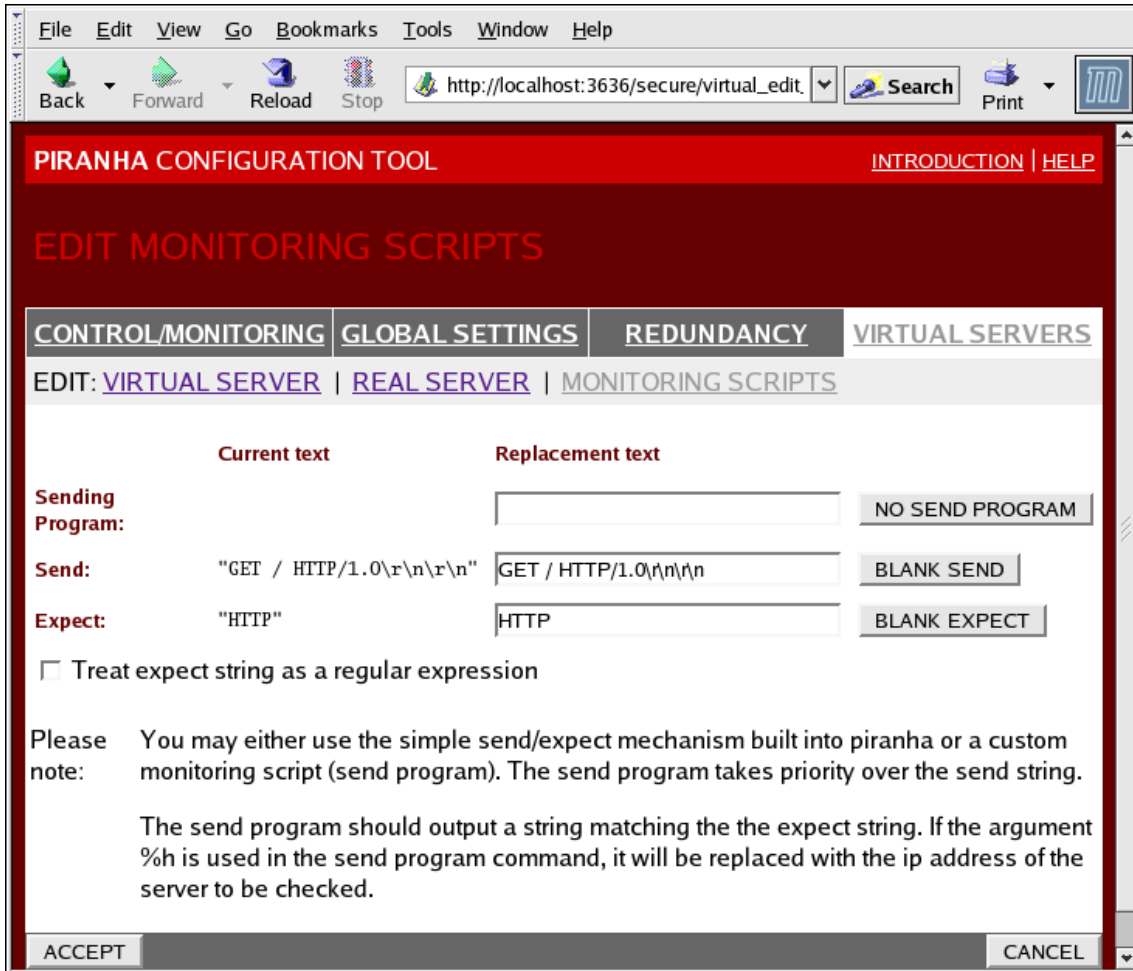 File Edit View Go Bookmarks Tools Window Help
Back Forward Reload Stop http://localhost:3636/secure/virtual_edit_ Search Print
PIRANHA CONFIGURATION TOOL INTRODUCTION | HELP
EDIT MONITORING SCRIPTS
CONTROL/MONITORING GLOBAL SETTINGS REDUNDANCY VIRTUAL SERVERS
EDIT: VIRTUAL SERVER | REAL SERVER | MONITORING SCRIPTS
Current text Replacement text
Sending
Program: NO SEND PROGRAM
Send: "GET / HTTP/1.0\r\n\r\n" GET / HTTP/1.0\r\n\r\n BLANK SEND
Expect: "HTTP" HTTP BLANK EXPECT
Treat expect string as a regular expression
Please You may either use the simple send/expect mechanism built into piranha or a custom
note: monitoring script (send program). The send program takes priority over the send string.
The send program should output a string matching the the expect string. If the argument
%h is used in the send program command, it will be replaced with the ip address of the
server to be checked.
ACCEPT CANCEL